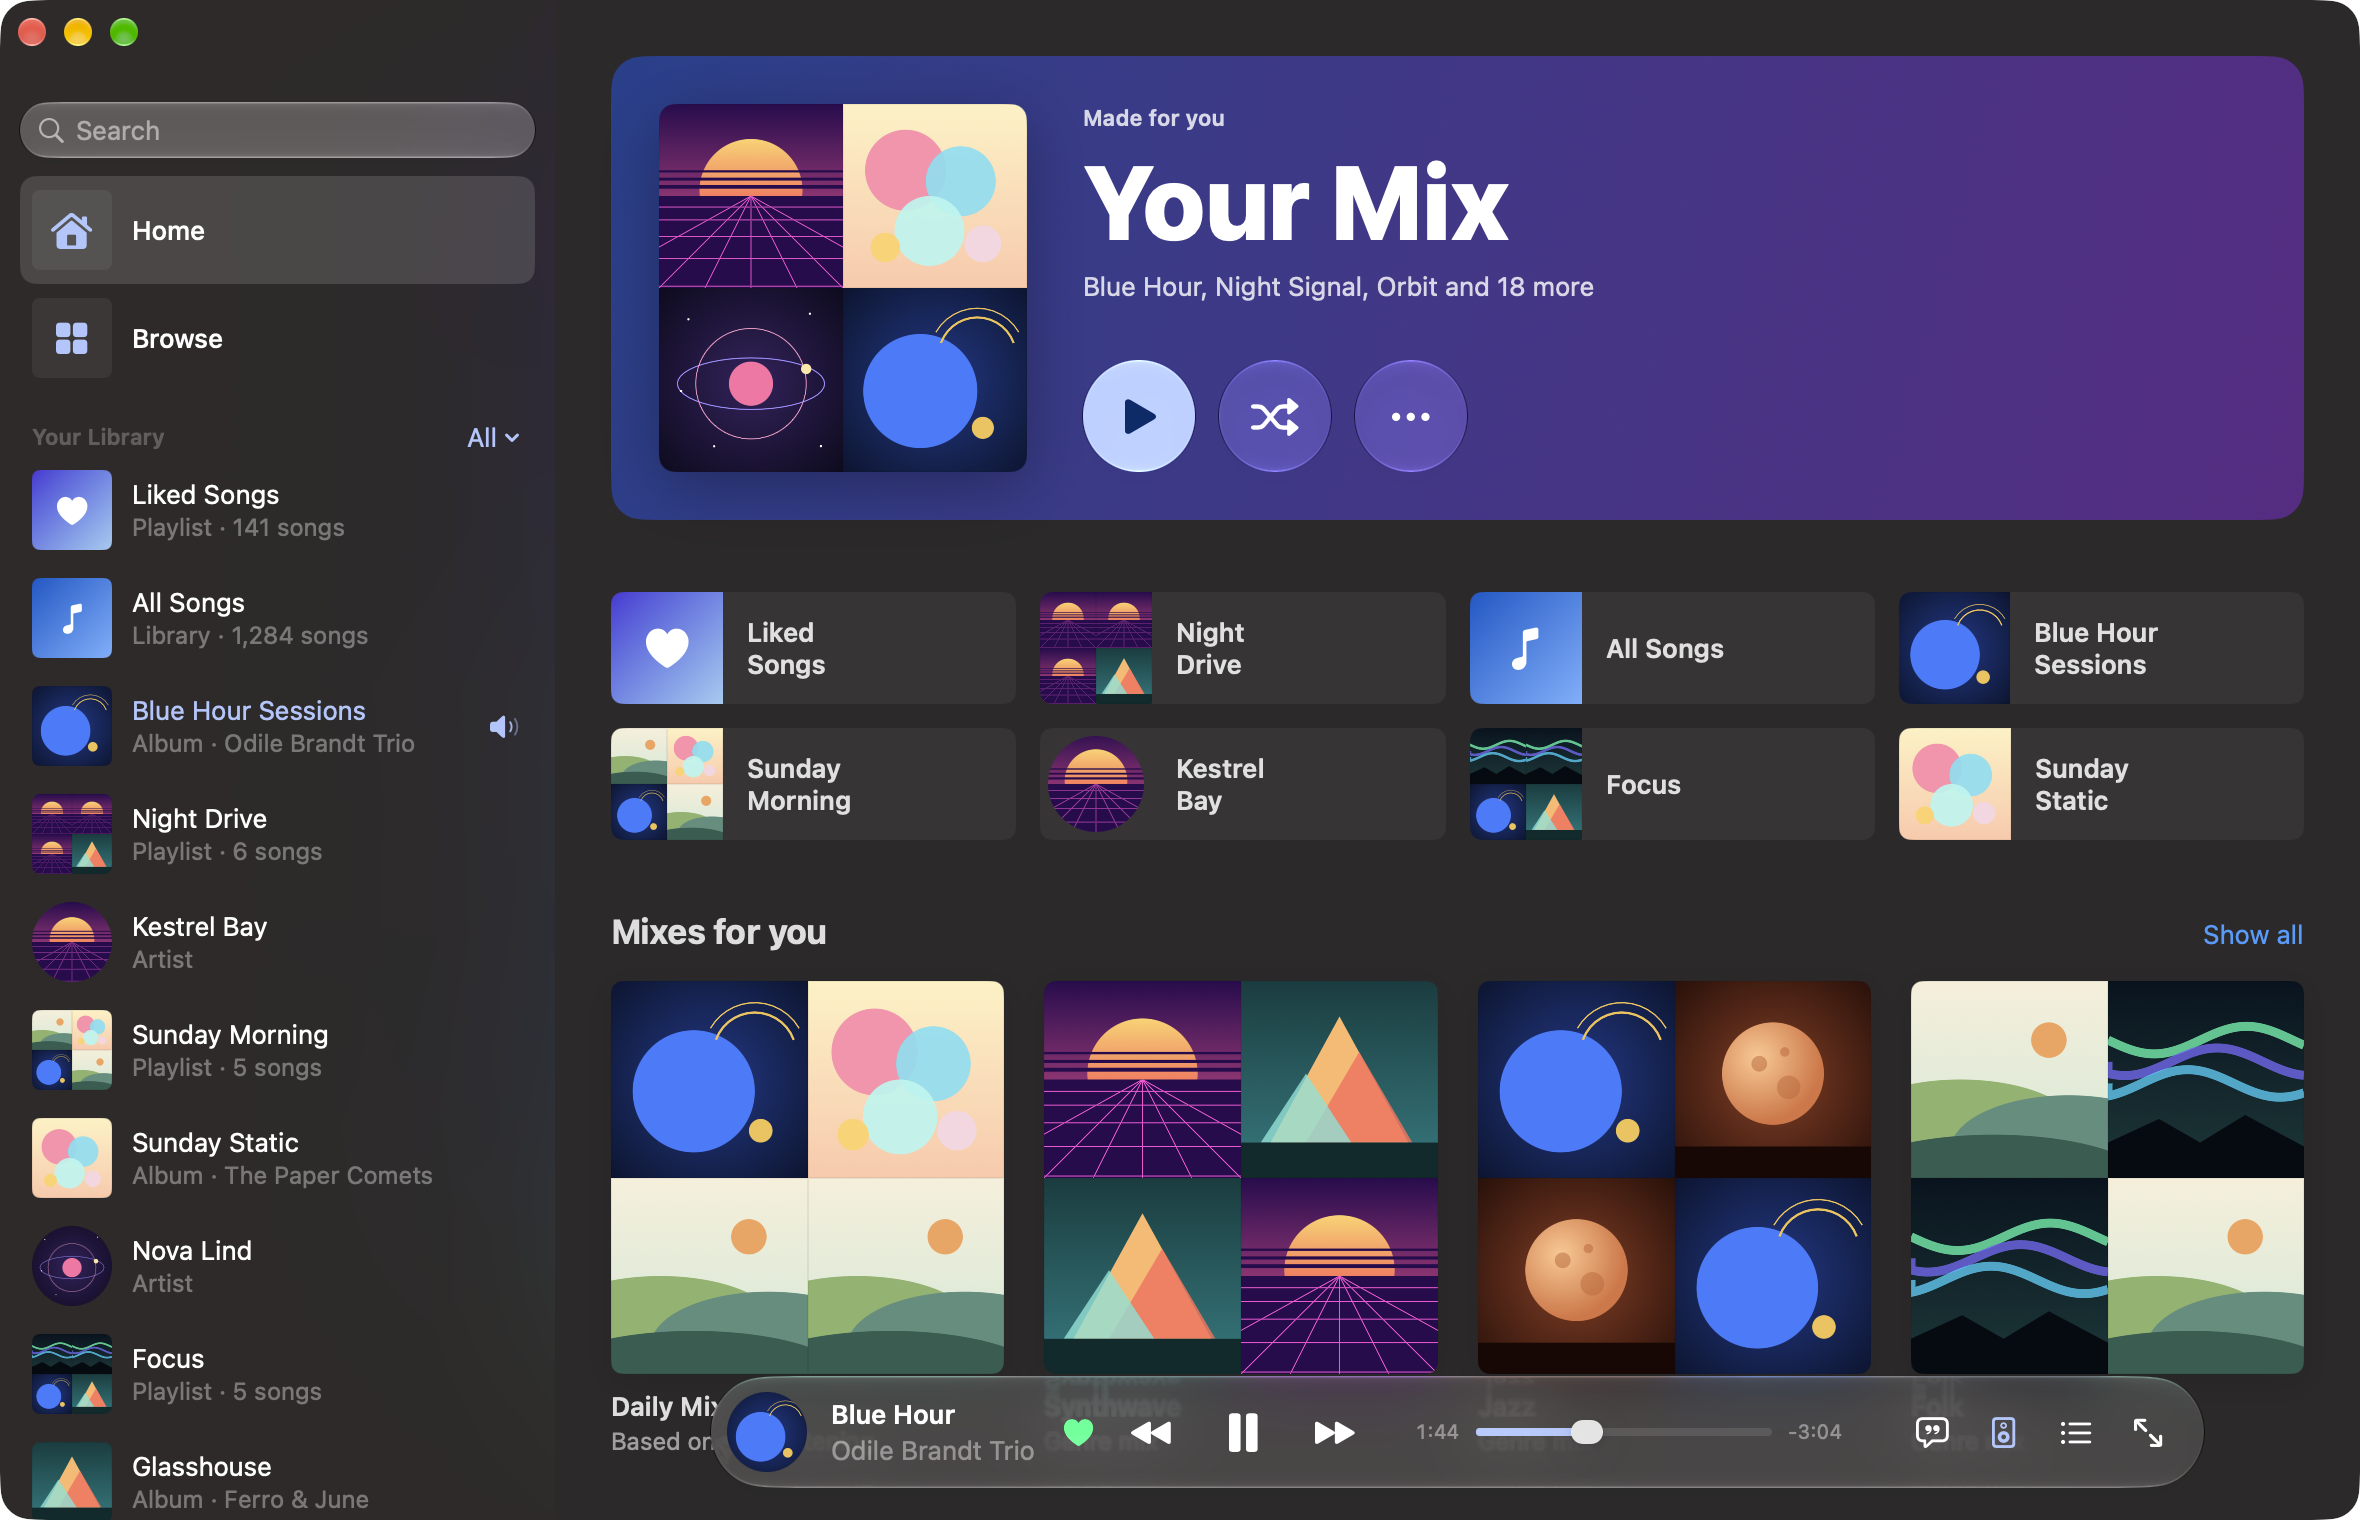 Search
Home
Browse
Your Library
All
Liked Songs
Playlist · 141 songs
All Songs
Library · 1,284 songs
Blue Hour Sessions
Album · Odile Brandt Trio
Night Drive
Playlist · 6 songs
Kestrel Bay
Artist
Sunday Morning
Playlist · 5 songs
Sunday Static
Album · The Paper Comets
Nova Lind
Artist
Focus
Playlist · 5 songs
Glasshouse
Album · Ferro & June
Made for you
Your Mix
Blue Hour, Night Signal, Orbit and 18 more
Liked
Songs
Night
Drive
All Songs
Blue Hour
Sessions
Sunday
Morning
Kestrel
Bay
Focus
Sunday
Static
Mixes for you
Show all
Daily Mix
Based on
Synthwave
Jazz
Folk
Blue Hour
Odile Brandt Trio
1:44
-3:04